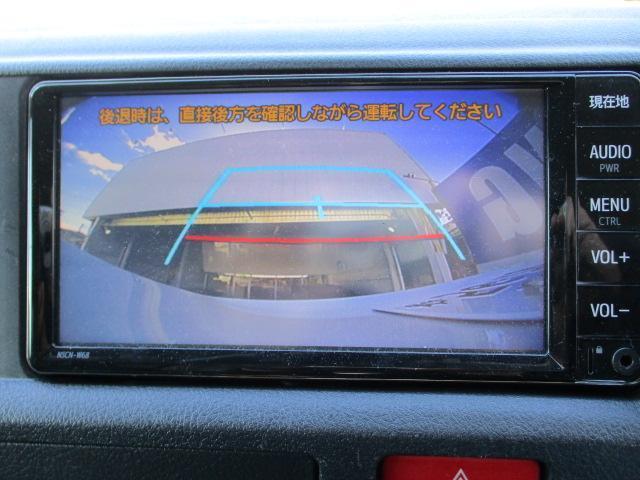 後退時は、直接後方を確認しながら運転してください
現在地
AUDIO
PWR
MENU
CTRL
VOL+
VOL-
NSCN-W68